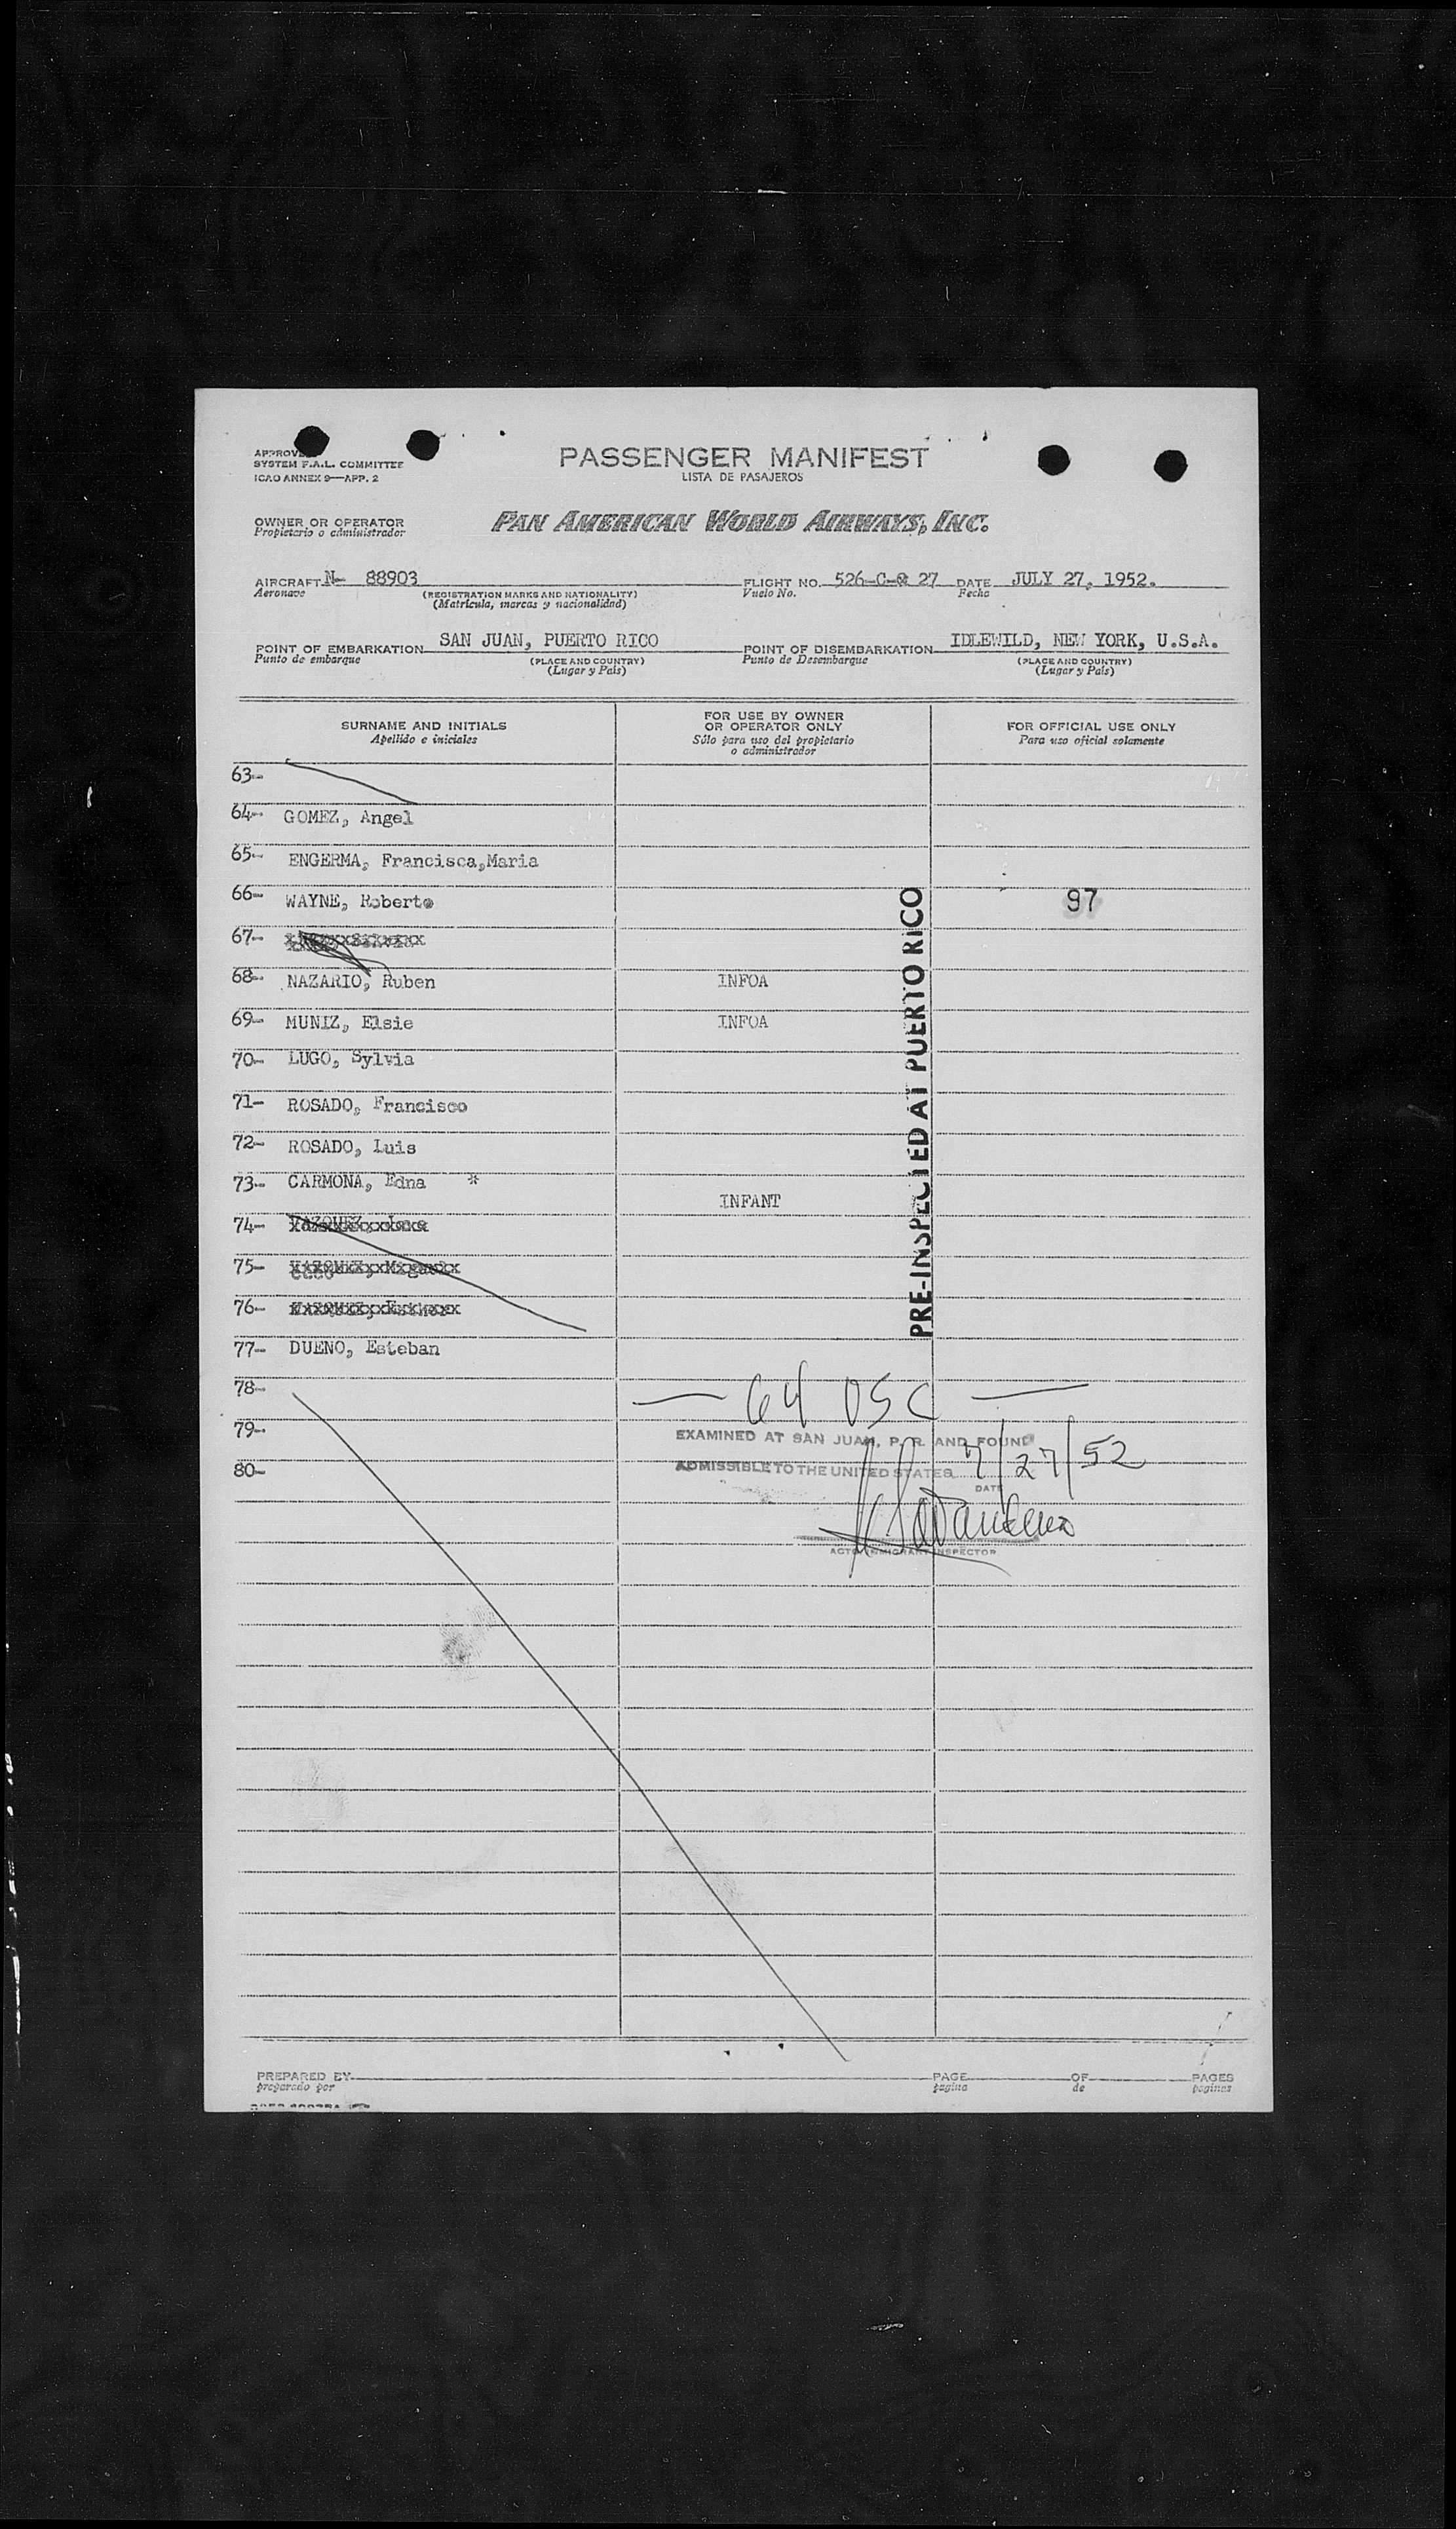 APPROVE
SYSTEM F.A.L. COMMITTEE
ICAO ANNEX 9—APP. 2
PASSENGER MANIFEST
LISTA DE PASAJEROS
OWNER OR OPERATOR
Propietario o administrador
PAN AMERICAN WORLD AIRWAYS, INC.
AIRCRAFT N- 88903
Aeronave
(REGISTRATION MARKS AND NATIONALITY)
(Matrícula, marcas y nacionalidad)
FLIGHT NO. 526-C- 27 DATE JULY 27, 1952.
Vuelo No. Fecha
POINT OF EMBARKATION SAN JUAN, PUERTO RICO
Punto de embarque
(PLACE AND COUNTRY)
(Lugar y País)
POINT OF DISEMBARKATION IDLEWILD, NEW YORK, U.S.A.
Punto de Desembarque
(PLACE AND COUNTRY)
(Lugar y País)
SURNAME AND INITIALS
Apellido e iniciales
FOR USE BY OWNER
OR OPERATOR ONLY
Sólo para uso del propietario
o administrador
FOR OFFICIAL USE ONLY
Para uso oficial solamente
63-
64- GOMEZ, Angel
65- ENGERMA, Francisca,Maria
66- WAYNE, Roberto 97
67-
68- NAZARIO, Ruben INFOA
69- MUNIZ, Elsie INFOA
70- LUGO, Sylvia
71- ROSADO, Francisco
72- ROSADO, Luis
73- CARMONA, Edna * INFANT
74-
75-
76-
77- DUENO, Esteban
PRE-INSPECTED AT PUERTO RICO
78-
— 64 USC —
79-
EXAMINED AT SAN JUAN, P. R. AND FOUND
80-
ADMISSIBLE TO THE UNITED STATES 7/27/52
DATE
IMMIGRANT INSPECTOR
PREPARED BY
preparado por
PAGE OF PAGES
página de páginas